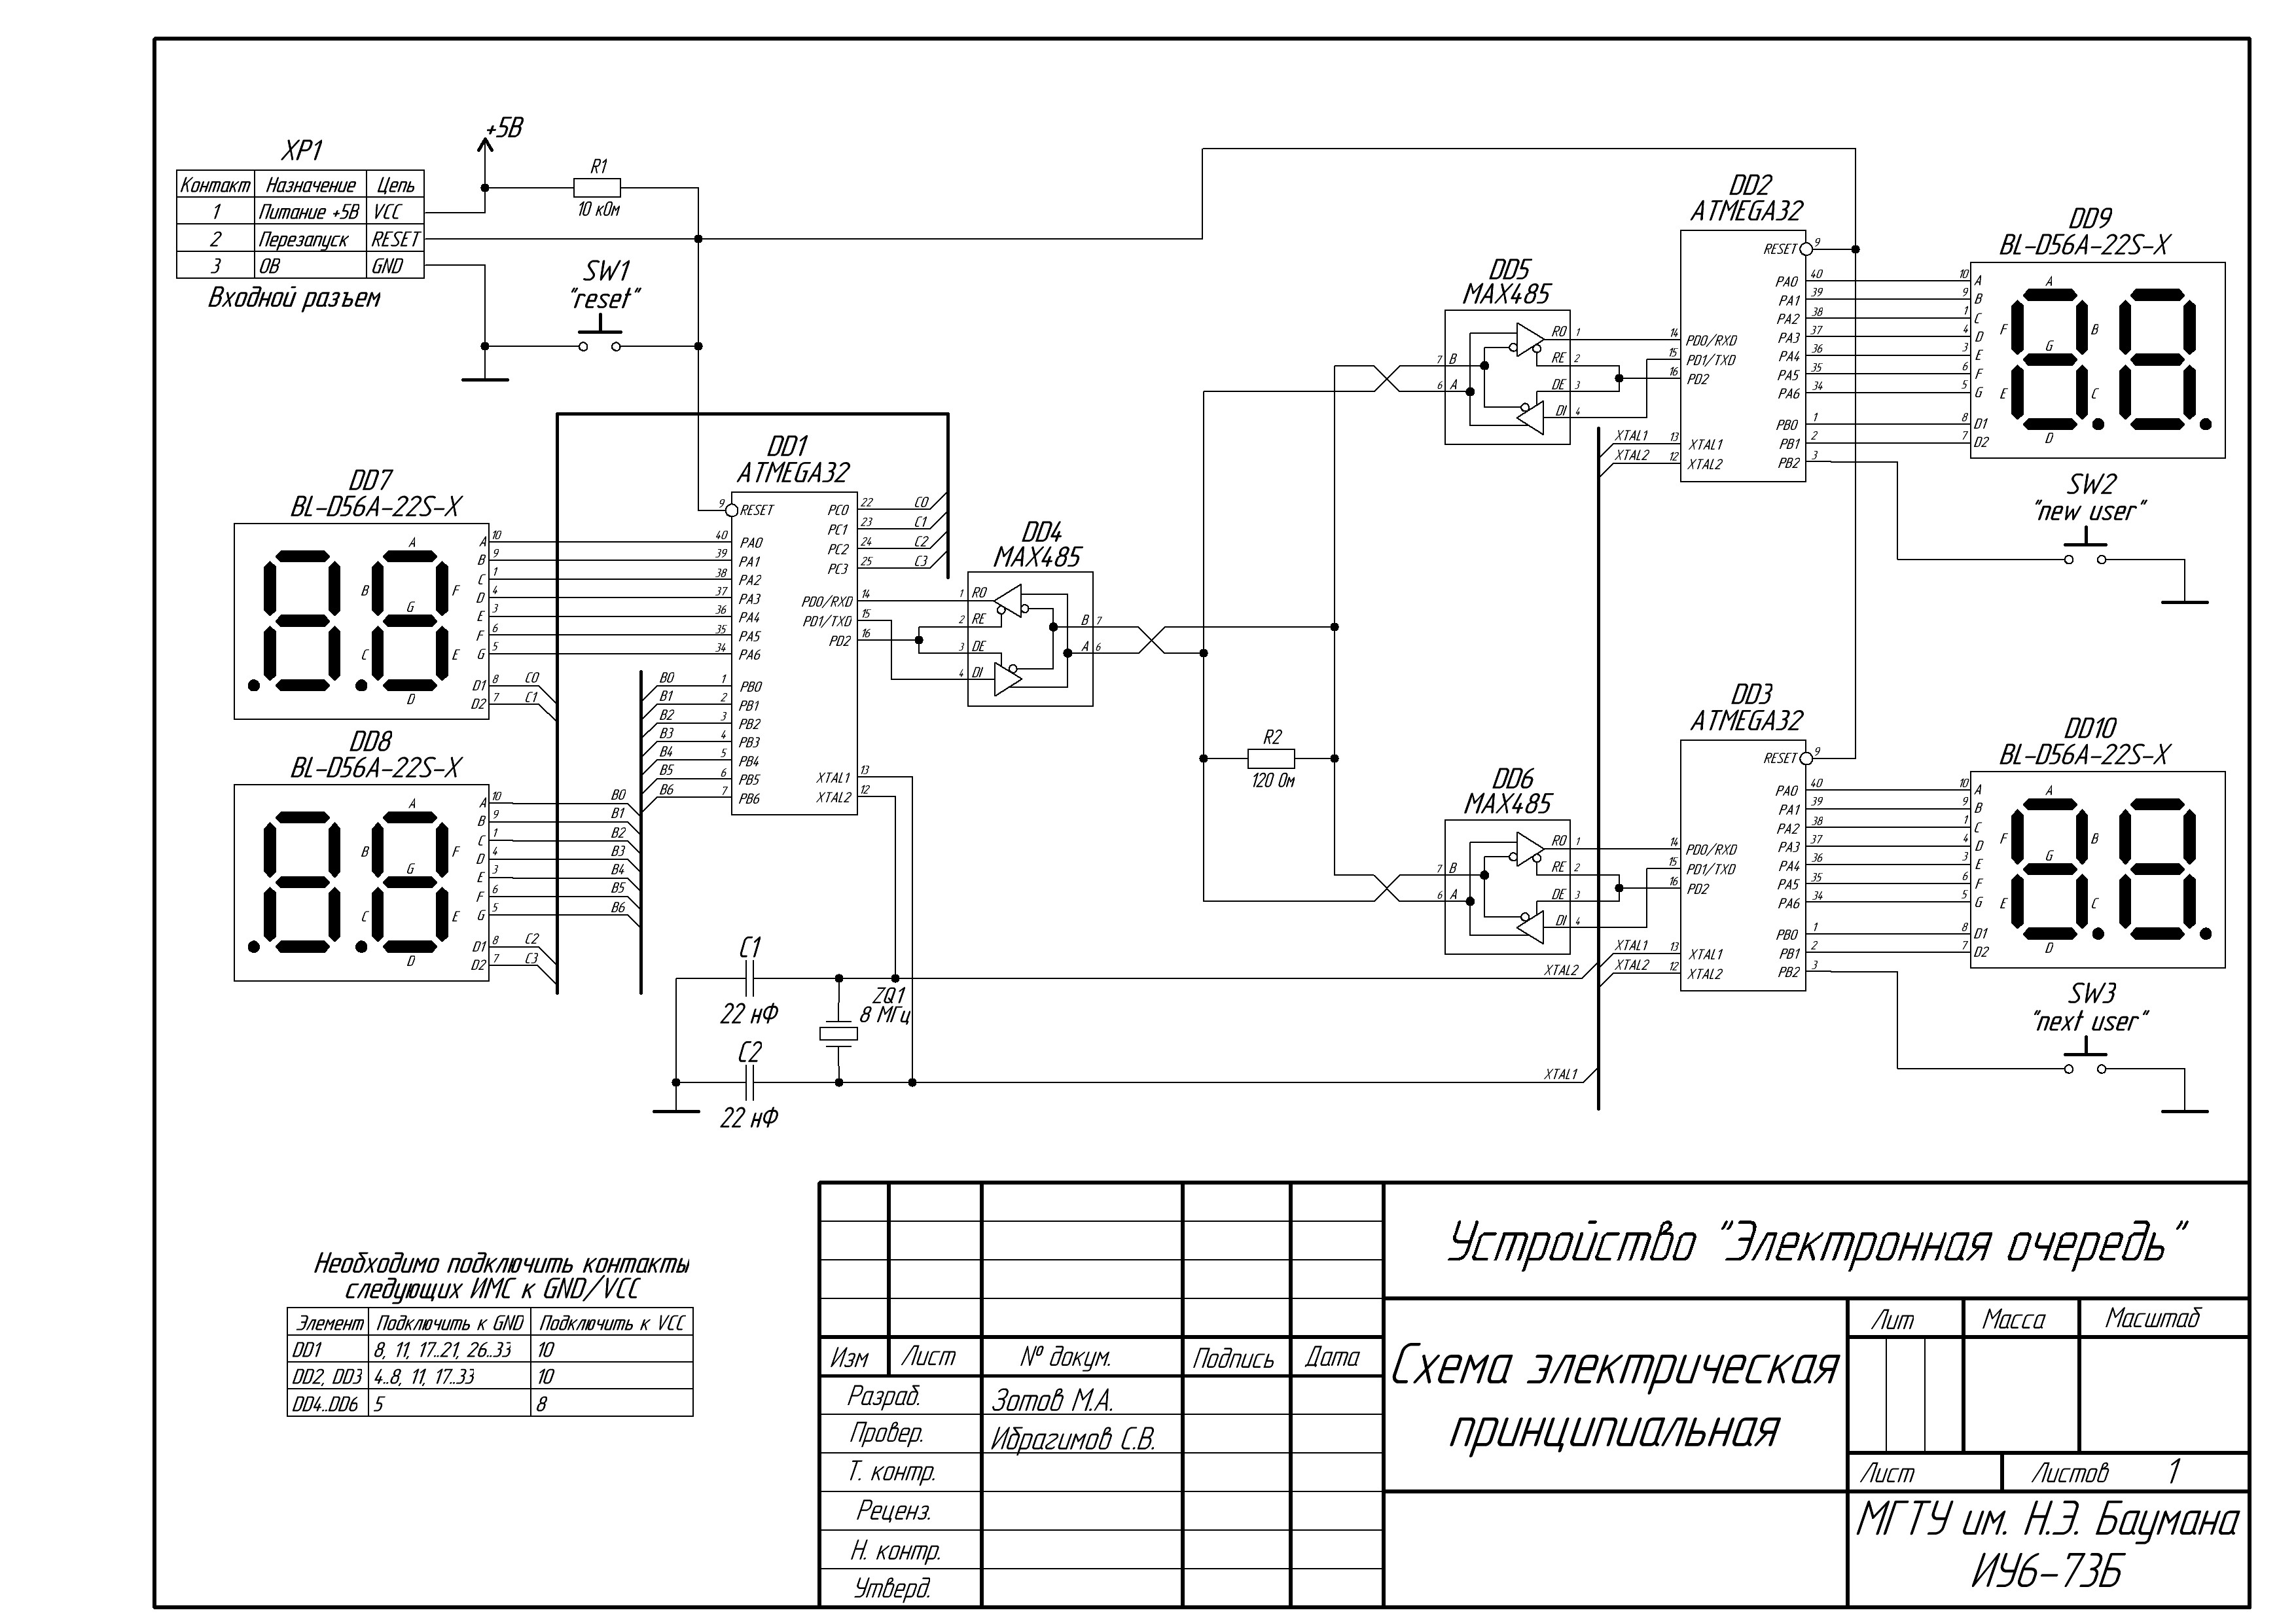 +5В
XP1
Контакт Назначение Цепь
1 Питание +5В VCC
2 Перезапуск RESET
3 0В GND
Входной разъем
R1
10 кОм
SW1
"reset"
DD7
BL-D56A-22S-X
A
B F
G
C E
D
A 10
B 9
C 1
D 4
E 3
F 6
G 5
D1 8 C0
D2 7 C1
DD8
BL-D56A-22S-X
A
B F
G
C E
D
A 10 B0
B 9 B1
C 1 B2
D 4 B3
E 3 B4
F 6 B5
G 5 B6
D1 8 C2
D2 7 C3
DD1
ATMEGA32
9 RESET
40 PA0
39 PA1
38 PA2
37 PA3
36 PA4
35 PA5
34 PA6
B0 1 PB0
B1 2 PB1
B2 3 PB2
B3 4 PB3
B4 5 PB4
B5 6 PB5
B6 7 PB6
PC0 22 C0
PC1 23 C1
PC2 24 C2
PC3 25 C3
PD0/RXD 14
PD1/TXD 15
PD2 16
XTAL1 13
XTAL2 12
DD4
MAX485
1 RO
2 RE
3 DE
4 DI
B 7
A 6
C1
22 нФ
C2
22 нФ
ZQ1
8 МГц
XTAL2
XTAL1
R2
120 Ом
DD5
MAX485
7 B
6 A
RO 1
RE 2
DE 3
DI 4
DD6
MAX485
7 B
6 A
RO 1
RE 2
DE 3
DI 4
DD2
ATMEGA32
RESET 9
14 PD0/RXD
15 PD1/TXD
16 PD2
XTAL1 13 XTAL1
XTAL2 12 XTAL2
PA0 40
PA1 39
PA2 38
PA3 37
PA4 36
PA5 35
PA6 34
PB0 1
PB1 2
PB2 3
DD9
BL-D56A-22S-X
10 A
9 B
1 C
4 D
3 E
6 F
5 G
8 D1
7 D2
A
F B
G
E C
D
SW2
"new user"
DD3
ATMEGA32
RESET 9
14 PD0/RXD
15 PD1/TXD
16 PD2
XTAL1 13 XTAL1
XTAL2 12 XTAL2
PA0 40
PA1 39
PA2 38
PA3 37
PA4 36
PA5 35
PA6 34
PB0 1
PB1 2
PB2 3
DD10
BL-D56A-22S-X
10 A
9 B
1 C
4 D
3 E
6 F
5 G
8 D1
7 D2
A
F B
G
E C
D
SW3
"next user"
Необходимо подключить контакты
следующих ИМС к GND/VCC
Элемент Подключить к GND Подключить к VCC
DD1 8, 11, 17..21, 26..33 10
DD2, DD3 4..8, 11, 17..33 10
DD4..DD6 5 8
Изм Лист № докум. Подпись Дата
Разраб. Зотов М.А.
Провер. Ибрагимов С.В.
Т. контр.
Реценз.
Н. контр.
Утверд.
Устройство "Электронная очередь"
Схема электрическая
принципиальная
Лит Масса Масштаб
Лист Листов 1
МГТУ им. Н.Э. Баумана
ИУ6-73Б